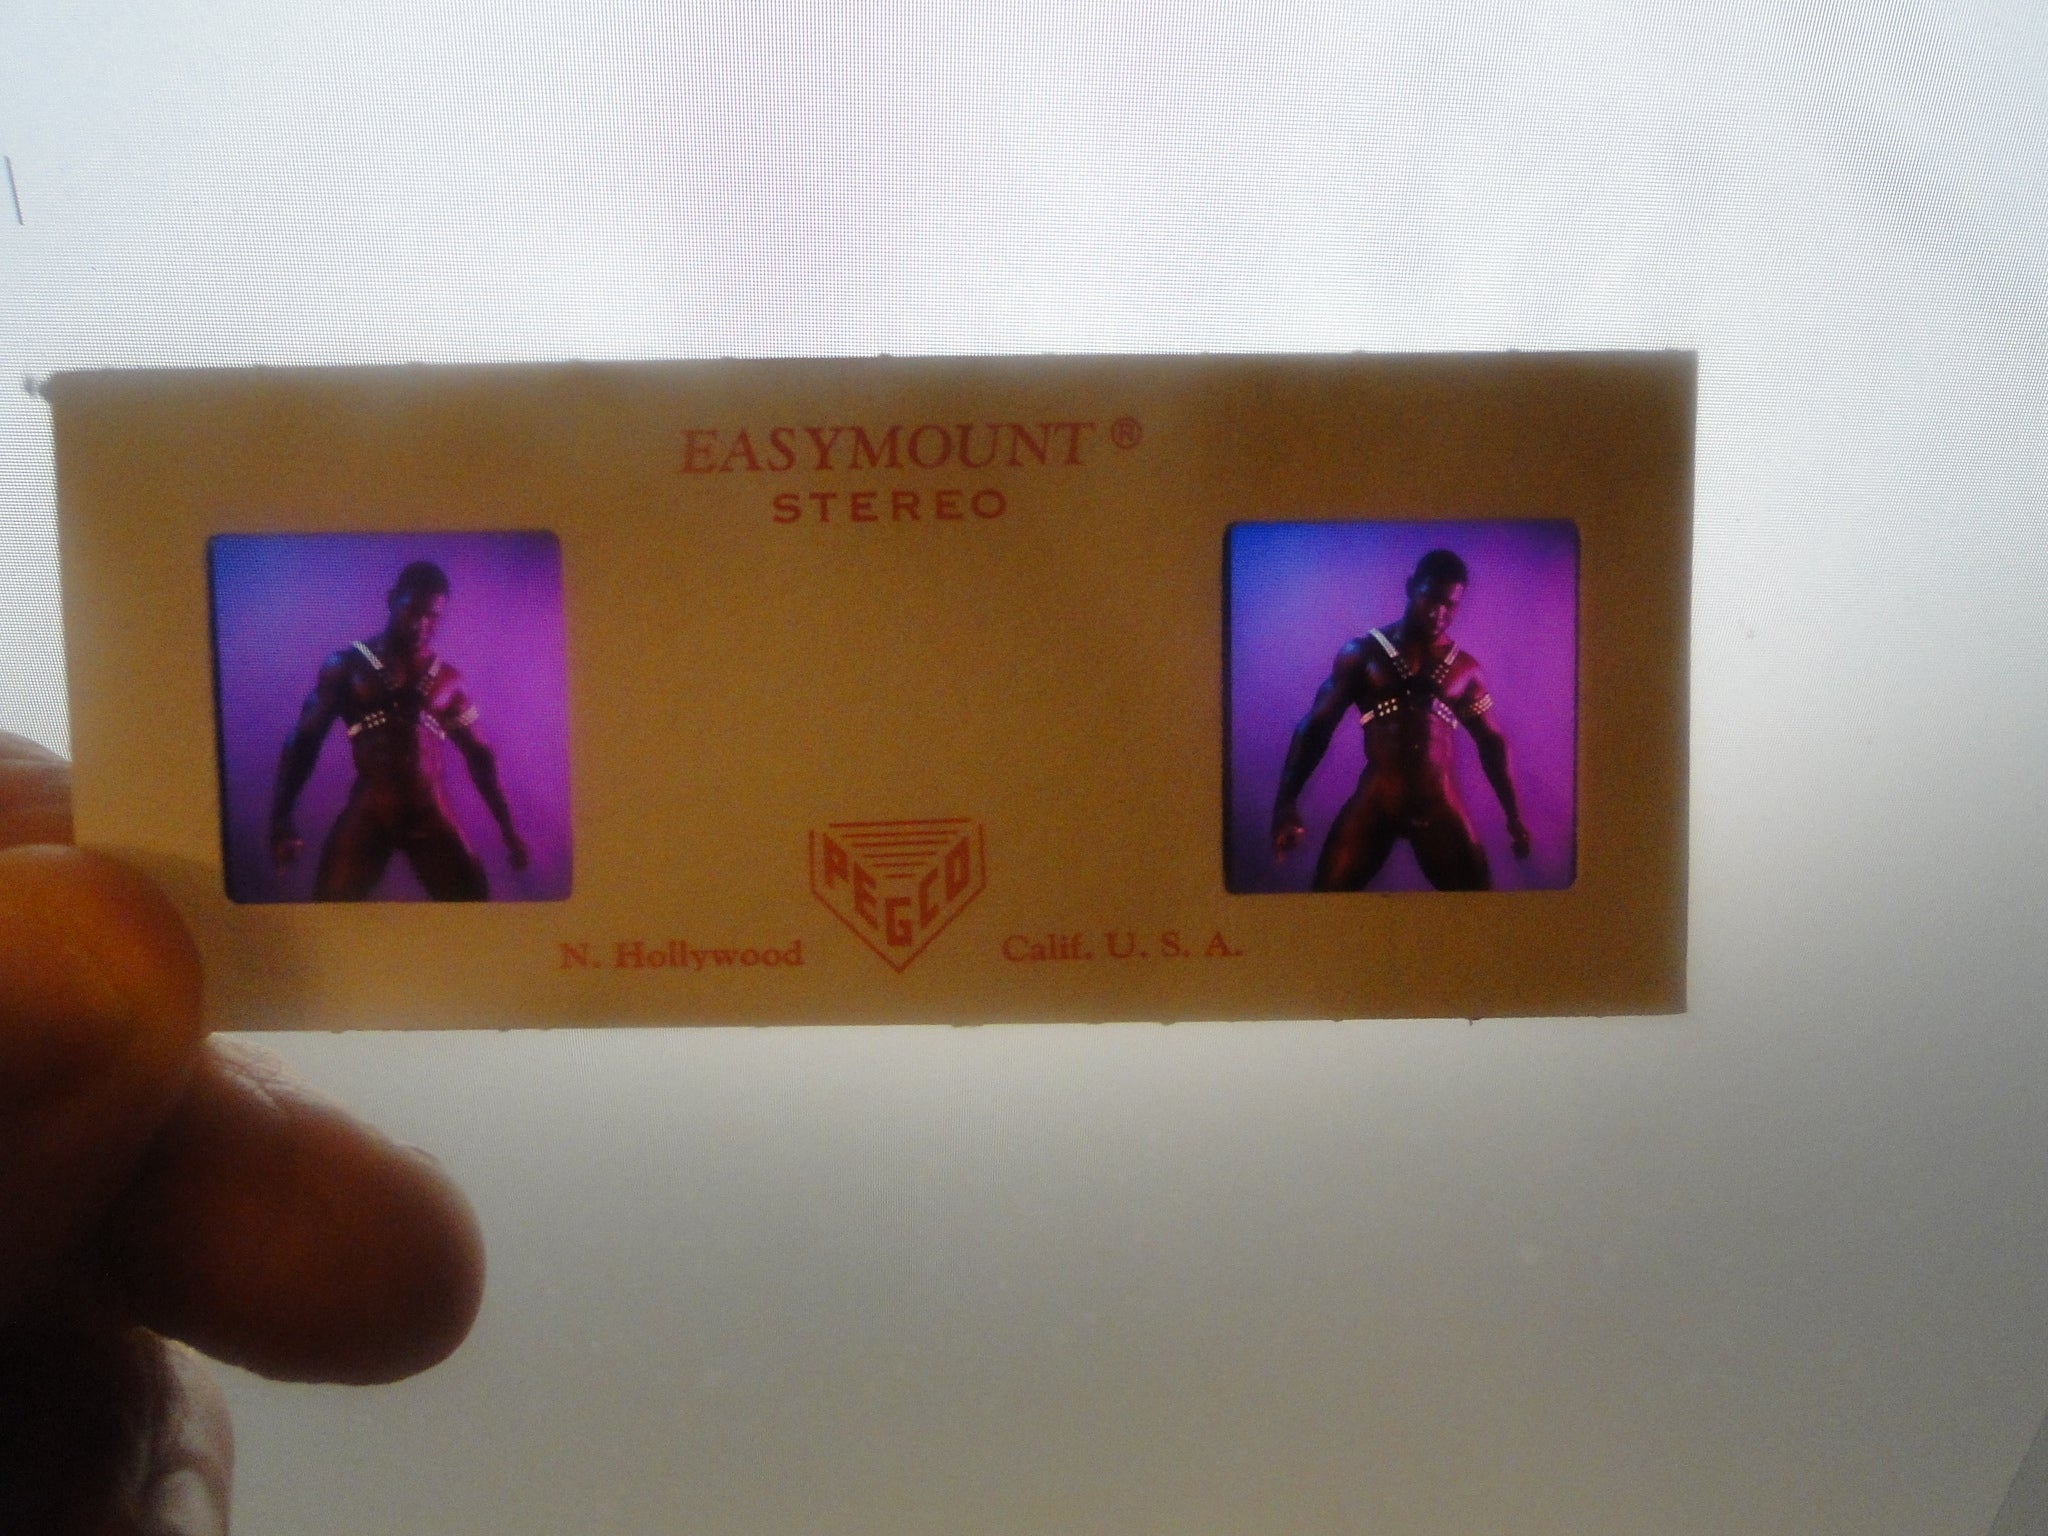 EASYMOUNT ®
STEREO
PEGCO
N. Hollywood Calif. U. S. A.